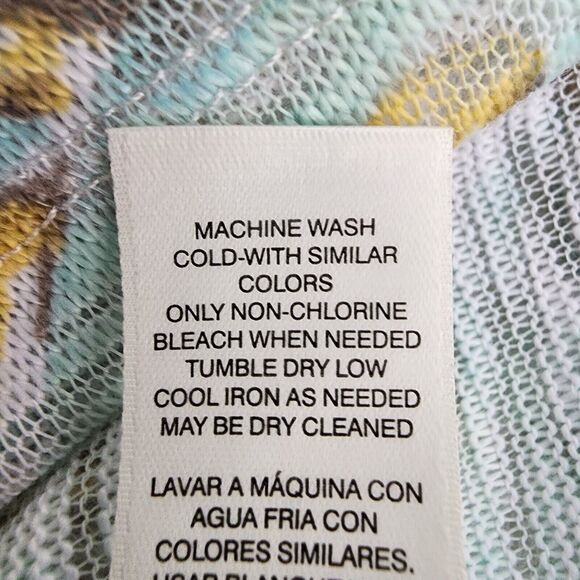 MACHINE WASH
COLD-WITH SIMILAR
COLORS
ONLY NON-CHLORINE
BLEACH WHEN NEEDED
TUMBLE DRY LOW
COOL IRON AS NEEDED
MAY BE DRY CLEANED
LAVAR A MÁQUINA CON
AGUA FRIA CON
COLORES SIMILARES.